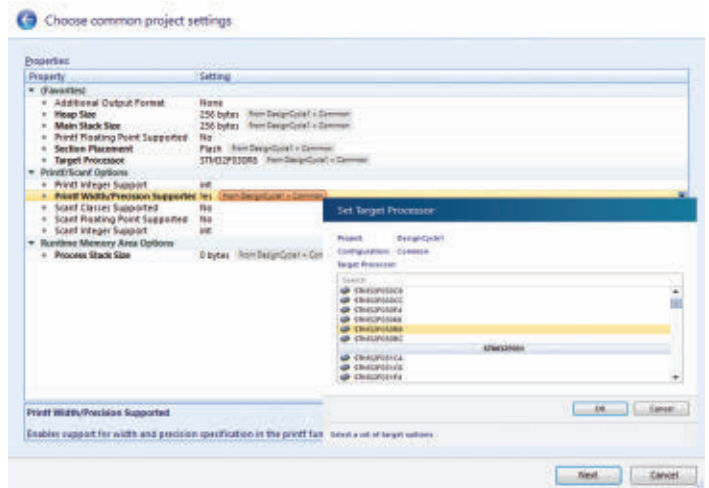 Choose common project settings
Properties:
Property Setting
(Favorites)
Additional Output Format None
Heap Size 256 bytes from DesignCycle1 » Common
Main Stack Size 256 bytes from DesignCycle1 » Common
Printf Floating Point Supported No
Section Placement Flash from DesignCycle1 » Common
Target Processor STM32F030R8 from DesignCycle1 » Common
Printf/Scanf Options
Printf Integer Support int
Printf Width/Precision Supported Yes from DesignCycle1 » Common
Scanf Classes Supported No
Scanf Floating Point Supported No
Scanf Integer Support int
Runtime Memory Area Options
Process Stack Size 0 bytes from DesignCycle1 » Com
Set Target Processor
Project: DesignCycle1
Configuration: Common
Target Processor:
Search
OK Cancel
Select a set of target options
Printf Width/Precision Supported
Enables support for width and precision specification in the printf fun
Next Cancel